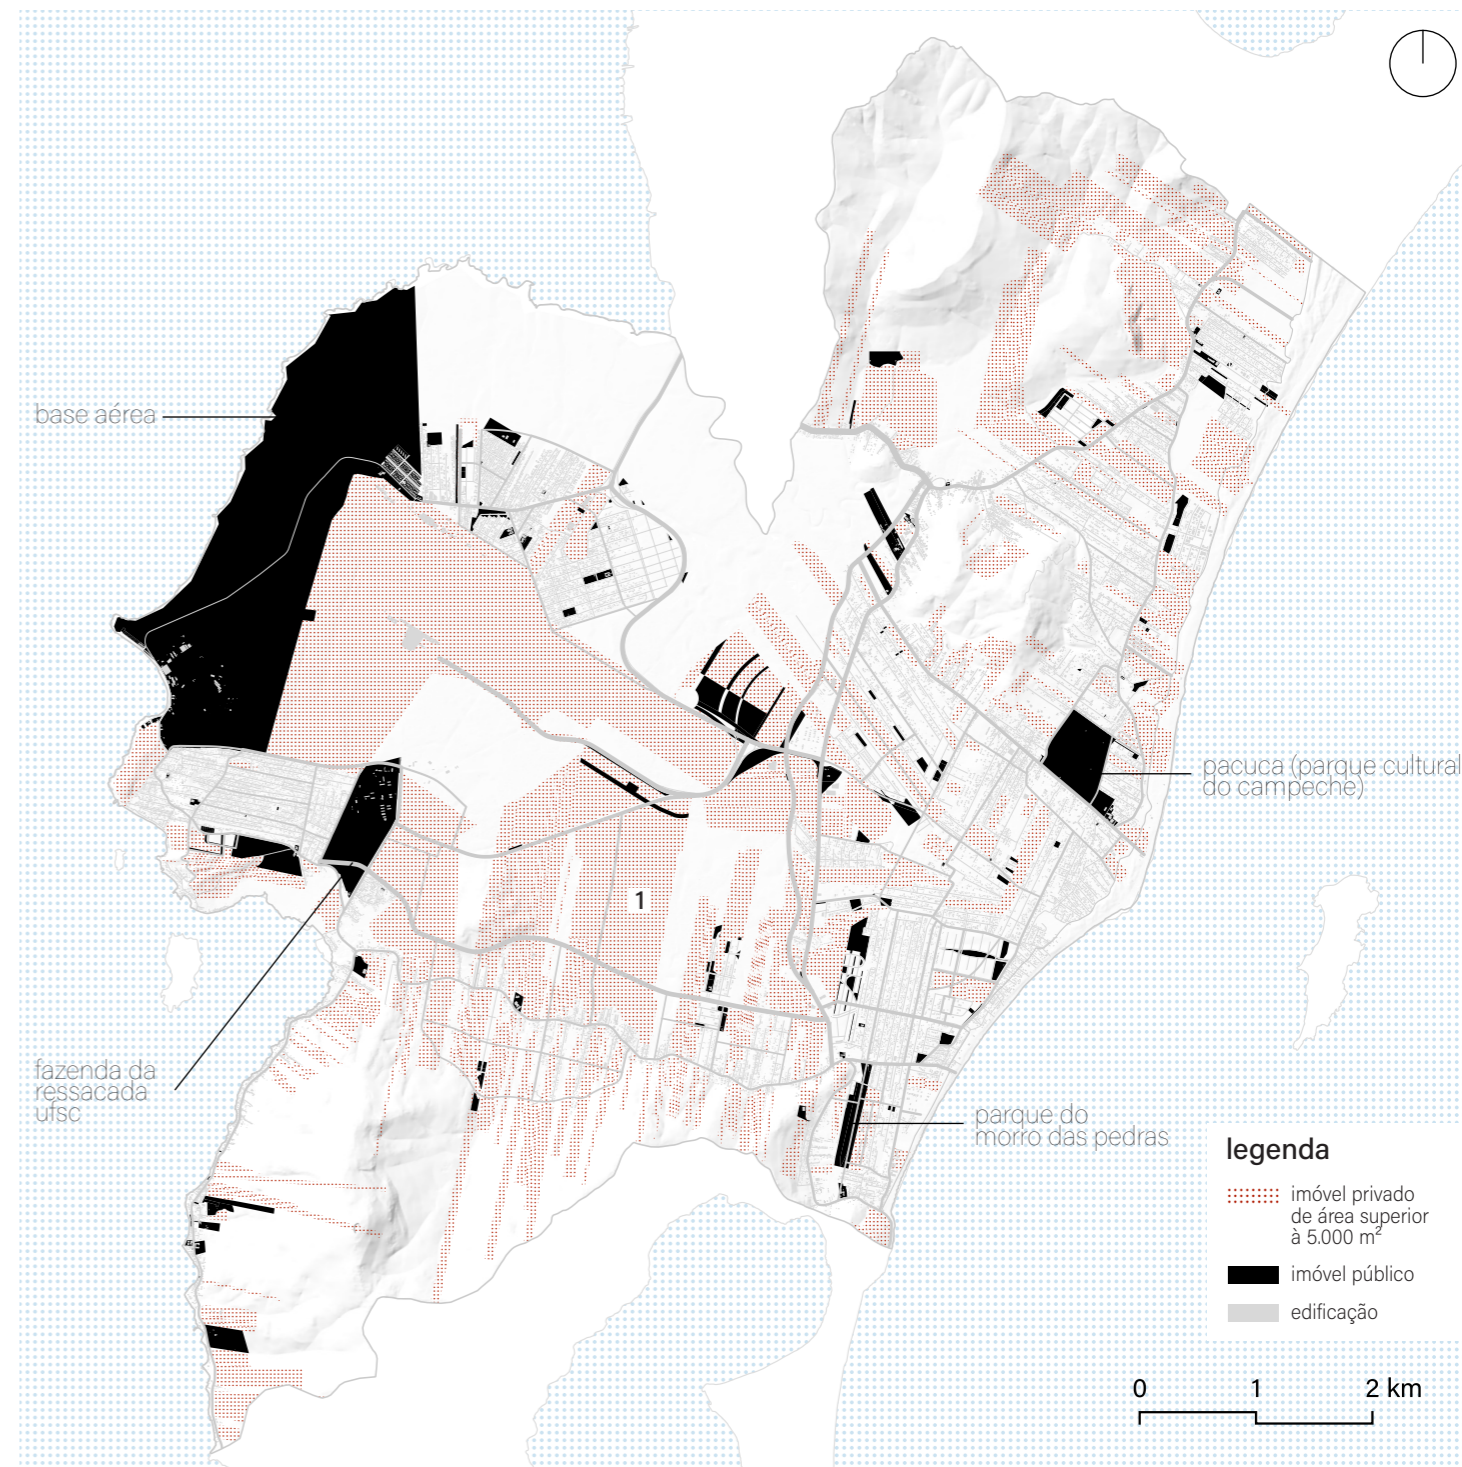 base aérea
pacuca (parque cultural
do campeche)
1
fazenda da
ressacada
ufsc
parque do
morro das pedras
legenda
imóvel privado
de área superior
à 5.000 m²
imóvel público
edificação
0 1 2 km